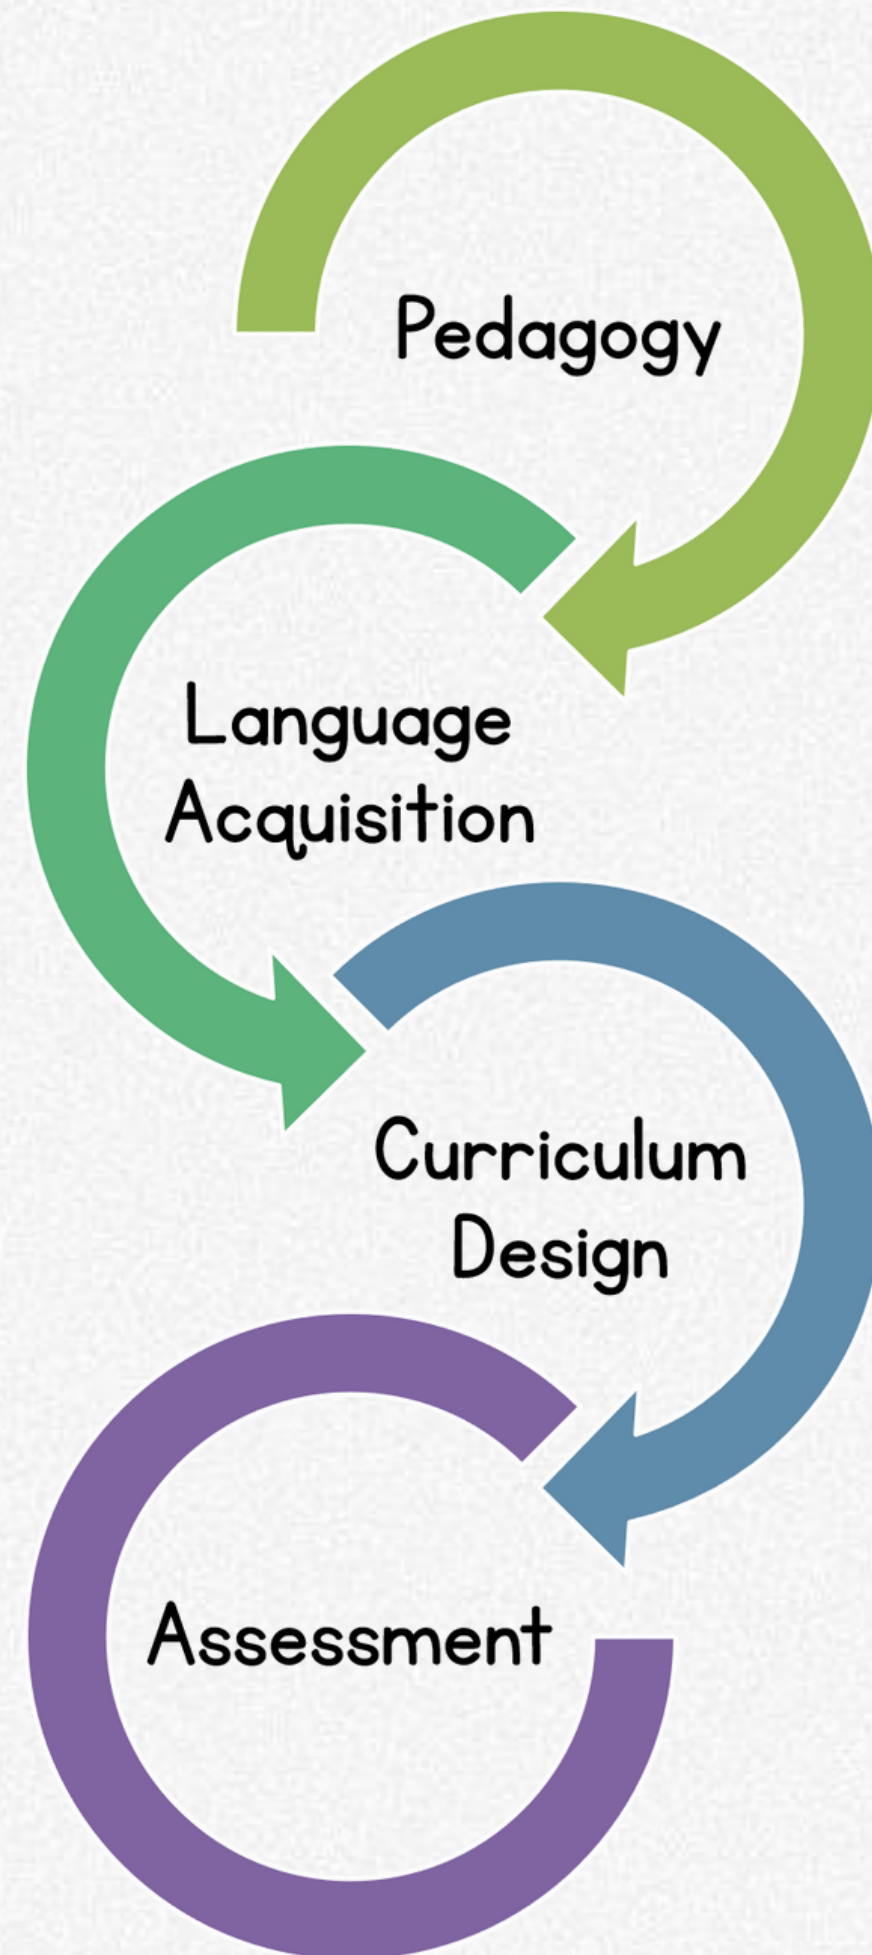 Pedagogy
Language
Acquisition
Curriculum
Design
Assessment